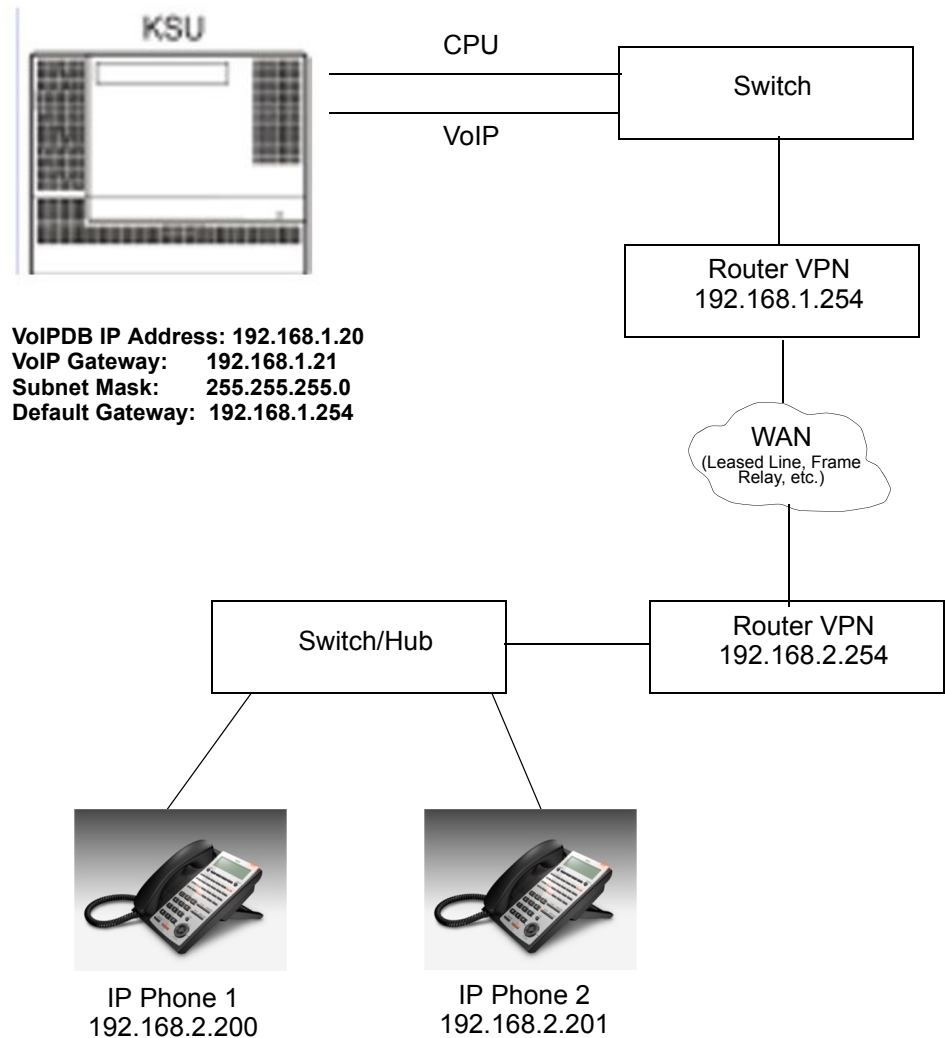 KSU
CPU
VoIP
Switch
Router VPN
192.168.1.254
VoIPDB IP Address: 192.168.1.20
VoIP Gateway: 192.168.1.21
Subnet Mask: 255.255.255.0
Default Gateway: 192.168.1.254
WAN
(Leased Line, Frame
Relay, etc.)
Switch/Hub
Router VPN
192.168.2.254
IP Phone 1
192.168.2.200
IP Phone 2
192.168.2.201